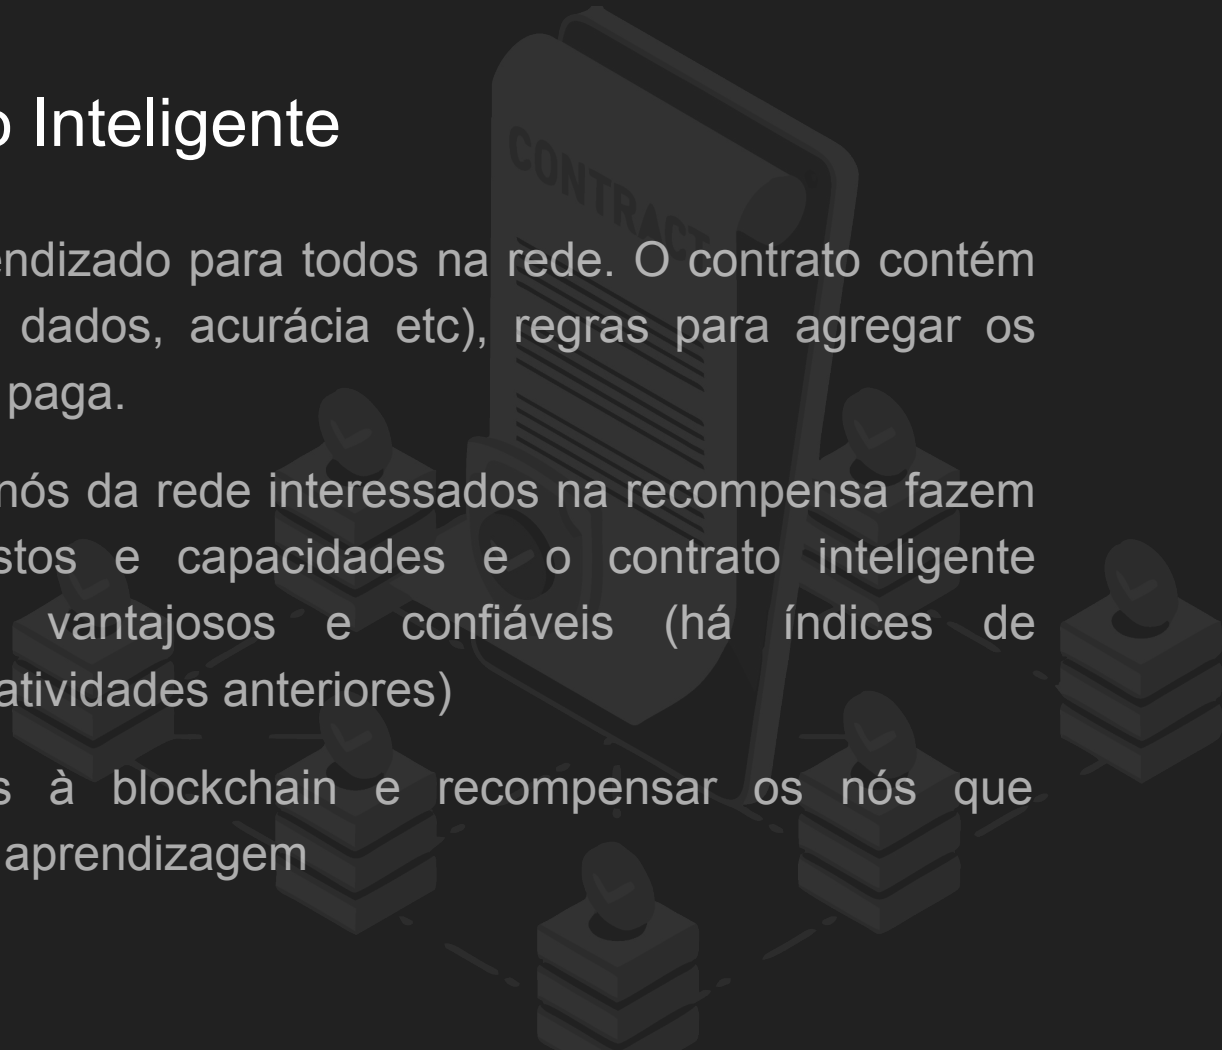 o Inteligente
CONTRACT
endizado para todos na rede. O contrato contém
dados, acurácia etc), regras para agregar os
paga.
nós da rede interessados na recompensa fazem
stos e capacidades e o contrato inteligente
vantajosos e confiáveis (há índices de
atividades anteriores)
s à blockchain e recompensar os nós que
aprendizagem